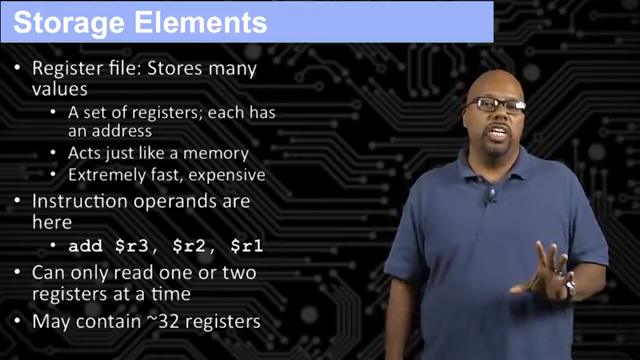 Storage Elements
• Register file: Stores many
values
• A set of registers; each has
an address
• Acts just like a memory
• Extremely fast, expensive
• Instruction operands are
here
• add $r3, $r2, $r1
• Can only read one or two
registers at a time
• May contain ~32 registers